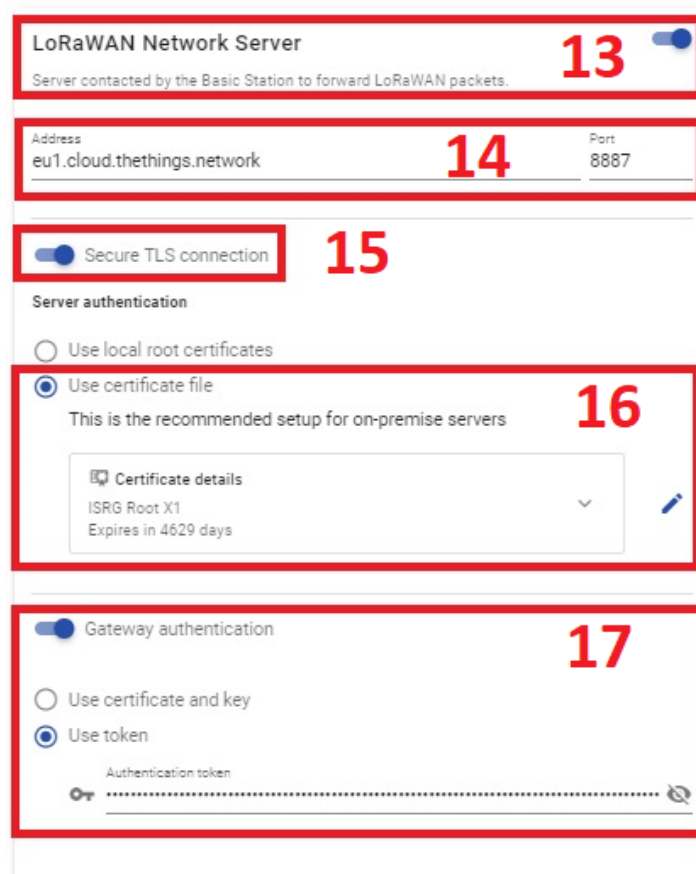 LoRaWAN Network Server
13
Server contacted by the Basic Station to forward LoRaWAN packets.
Address
Port
eu1.cloud.thethings.network
14
8887
Secure TLS connection
15
Server authentication
Use local root certificates
Use certificate file
16
This is the recommended setup for on-premise servers
Certificate details
ISRG Root X1
Expires in 4629 days
Gateway authentication
17
Use certificate and key
Use token
Authentication token